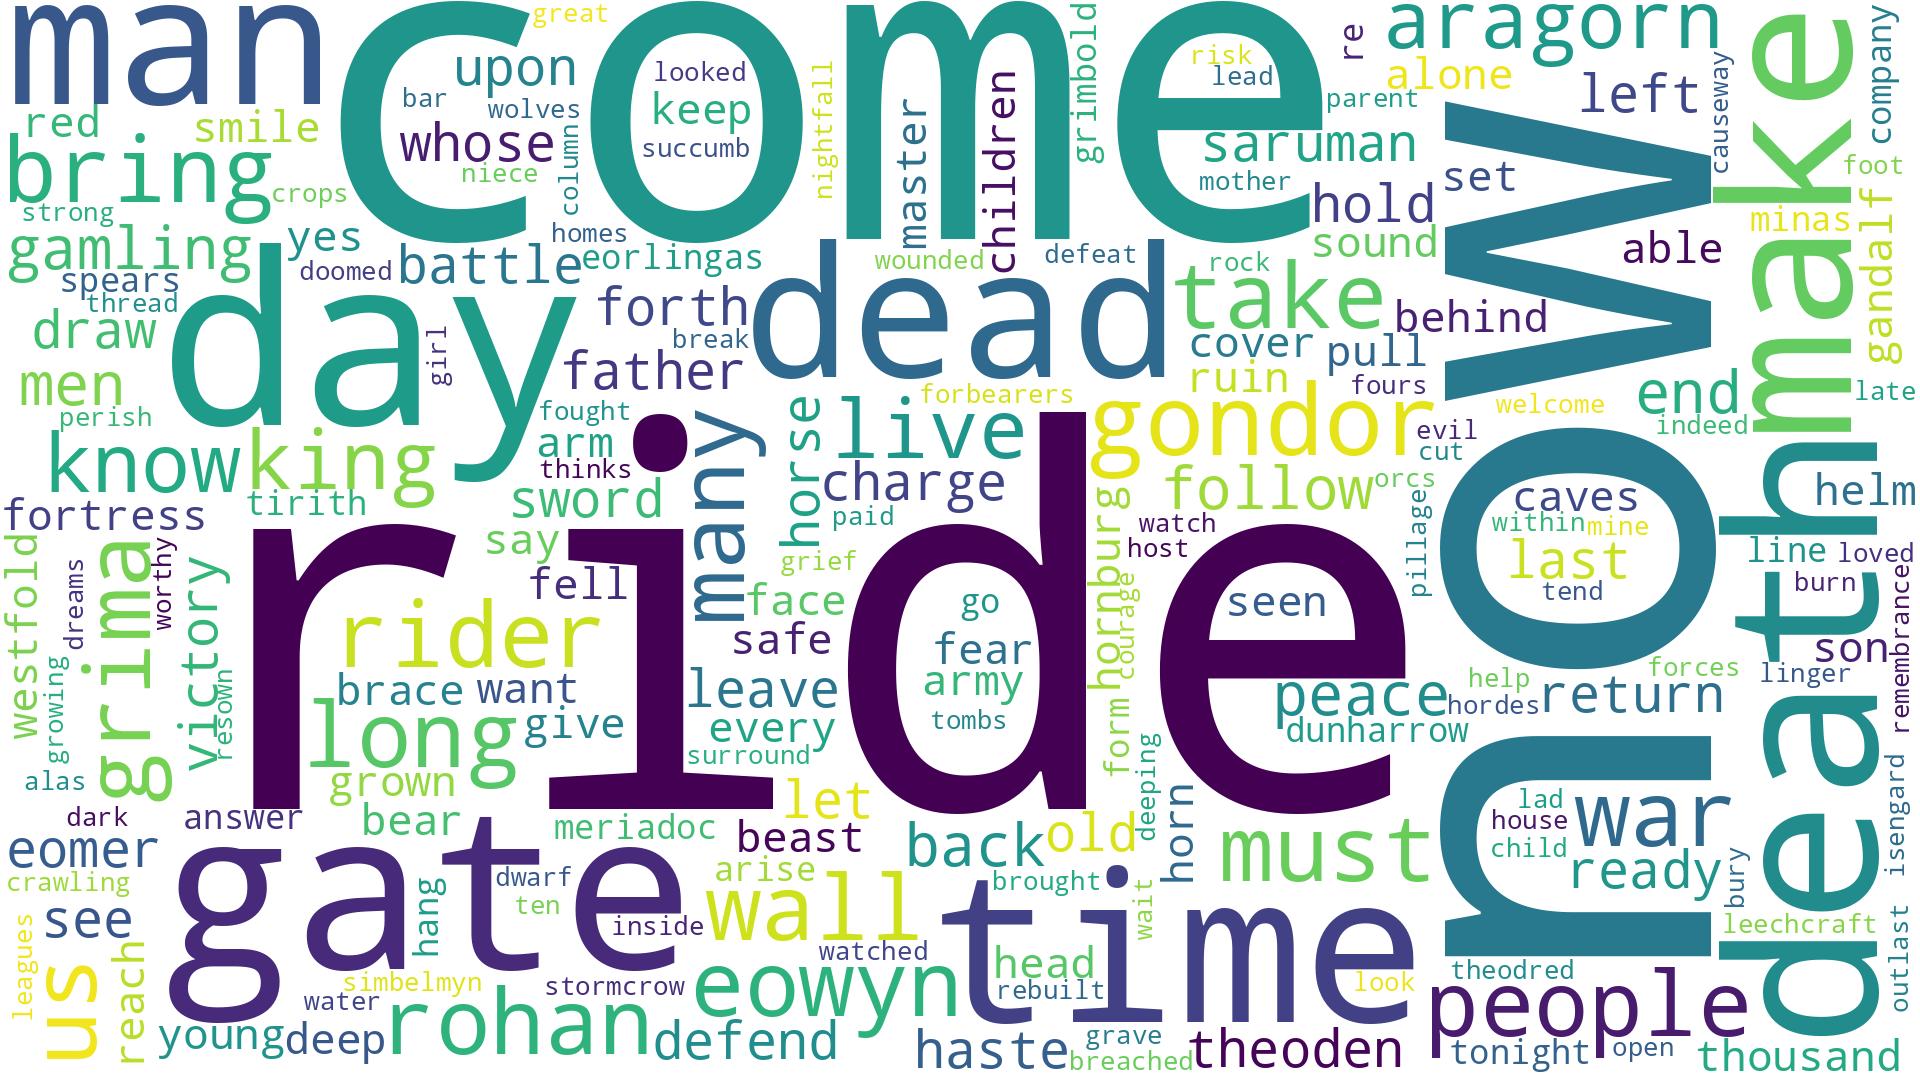 man
come
great
aragorn
make
company
re
risk
lead
alone
left
causeway
parent
upon
looked
bar
wolves
keep
nightfall
grimbold
red
smile
whose
succumb
column
niece
master
children
saruman
mother
set
foot
bring
crops
strong
hold
minas
gamling
yes
homes
doomed
battle
eorlingas
wounded
defeat
sound
rock
able
gandalf
spears
thread
day
dead
take
now
draw
girl
forth
break
behind
cover
pull
men
father
ruin
fours
forbearers
welcome
end
late
perish
fought
live
gondor
evil
indeed
know
king
arm
thinks
many
horse
charge
follow
orcs
cut
caves
helm
tirith
sword
paid
watch
within
mine
fortress
say
host
pillage
last
line
loved
grief
hornburg
westfold
dreams
grima
worthy
victory
ride
fell
face
courage
seen
tend
burn
death
remembrance
rider
go
safe
fear
son
growing
resown
brace
want
leave
army
peace
help
hordes
return
forces
linger
long
give
every
tombs
form
dunharrow
surround
deeping
alas
grown
let
lad
war
isengard
dark
answer
bear
meriadoc
beast
back
old
horn
must
house
child
eomer
gate
ready
crawling
arise
brought
time
bury
dwarf
hang
ten
wall
wait
see
inside
leechcraft
outlast
leagues
us
reach
watched
simbelmyn
stormcrow
eowyn
head
rebuilt
look
theodred
people
water
young
deep
rohan
defend
haste
grave
breached
theoden
tonight
open
thousand